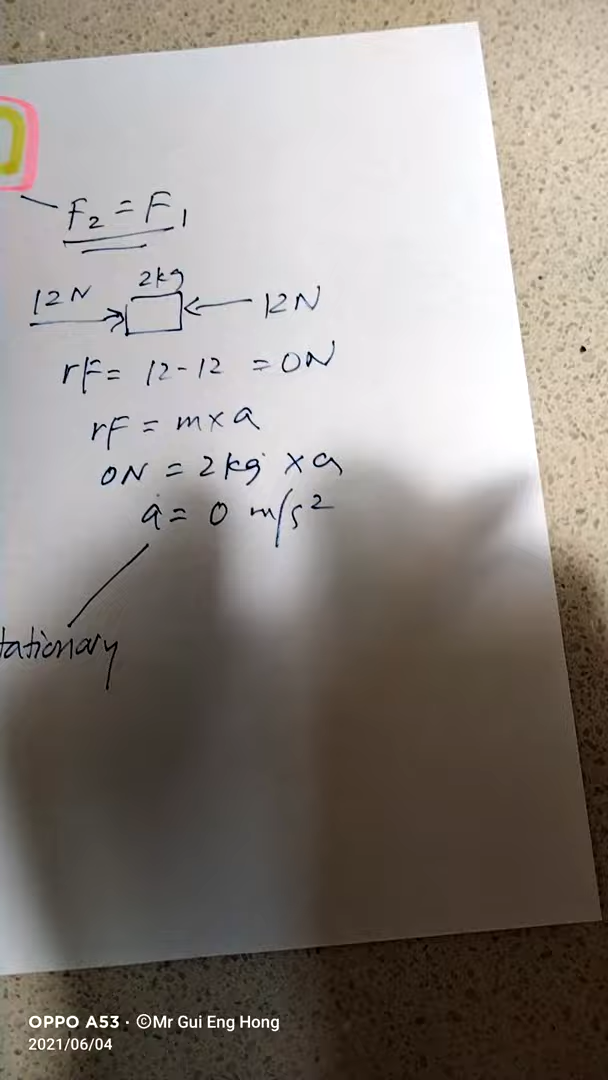 F₂ = F₁
2kg
12N 12N
rF = 12 - 12 = 0N
rF = m x a
0N = 2kg x a
a = 0 m/s²
tationary
OPPO A53 · ©Mr Gui Eng Hong
2021/06/04